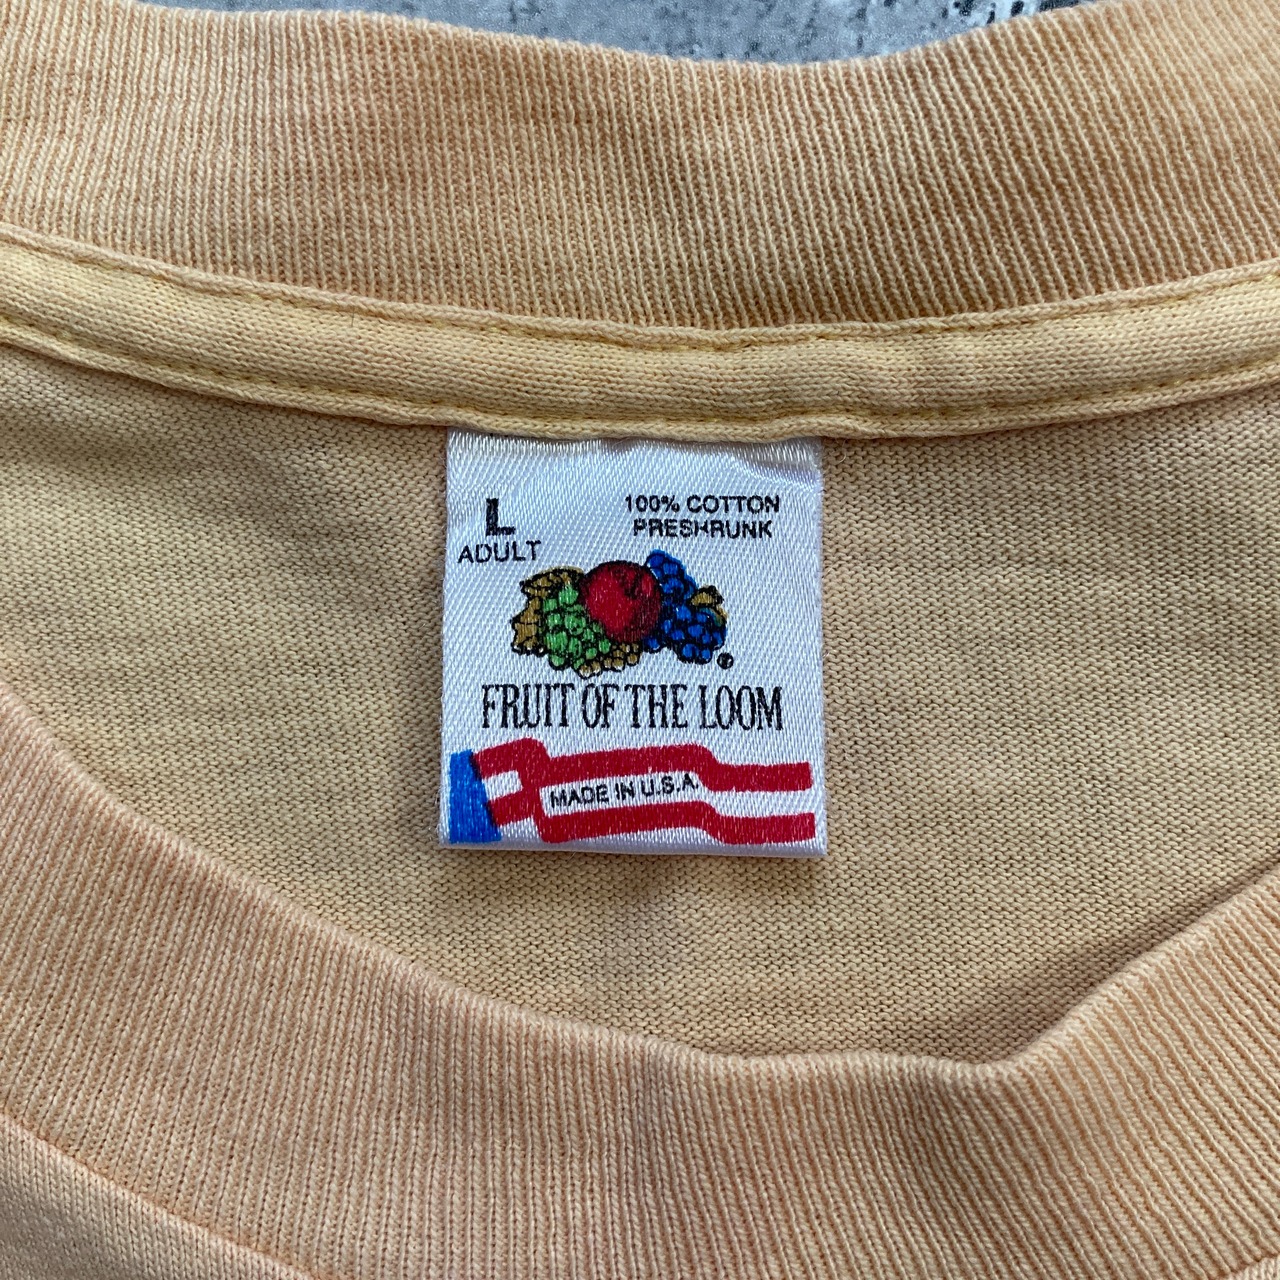 L
ADULT
100% COTTON
PRESHRUNK
FRUIT OF THE LOOM
MADE IN U.S.A.